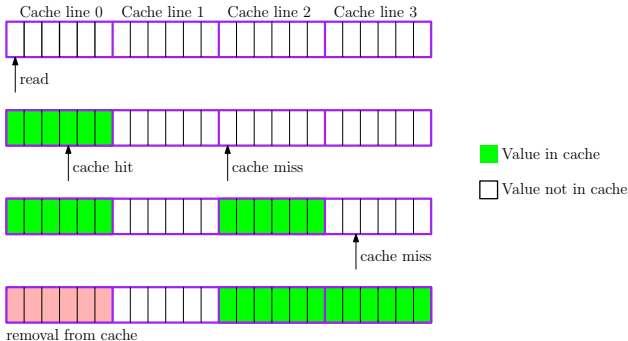 Cache line 0 Cache line 1 Cache line 2 Cache line 3
read
cache hit cache miss
Value in cache
Value not in cache
cache miss
removal from cache